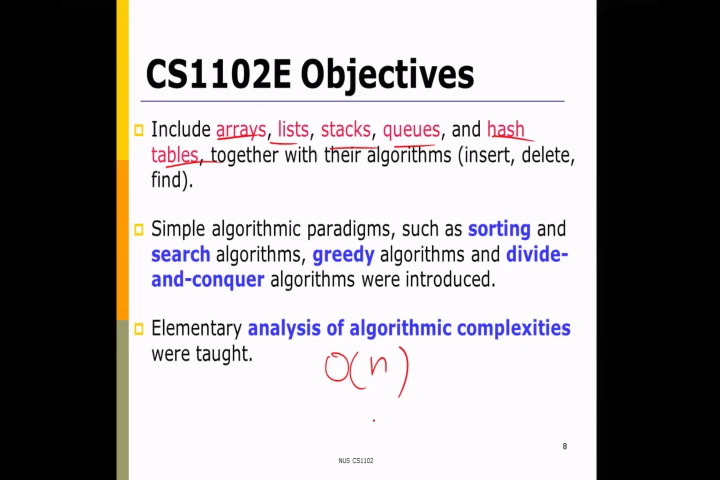 CS1102E Objectives
Include arrays, lists, stacks, queues, and hash
tables, together with their algorithms (insert, delete,
find).
Simple algorithmic paradigms, such as sorting and
search algorithms, greedy algorithms and divide-
and-conquer algorithms were introduced.
Elementary analysis of algorithmic complexities
were taught.
O(n)
8
NUS CS1102